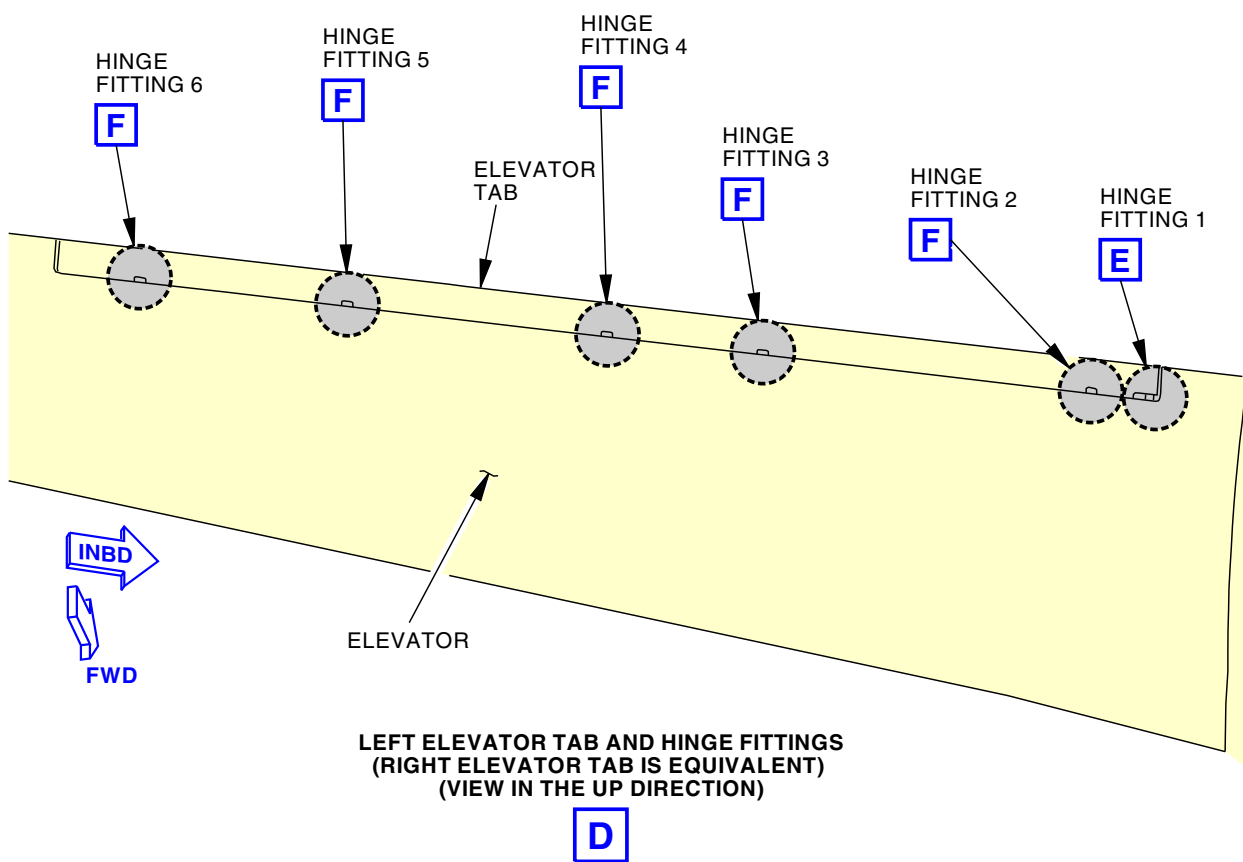 HINGE
FITTING 6
F
HINGE
FITTING 5
F
HINGE
FITTING 4
F
HINGE
FITTING 3
F
HINGE
FITTING 2
F
HINGE
FITTING 1
E
ELEVATOR
TAB
INBD
FWD
ELEVATOR
LEFT ELEVATOR TAB AND HINGE FITTINGS
(RIGHT ELEVATOR TAB IS EQUIVALENT)
(VIEW IN THE UP DIRECTION)
D